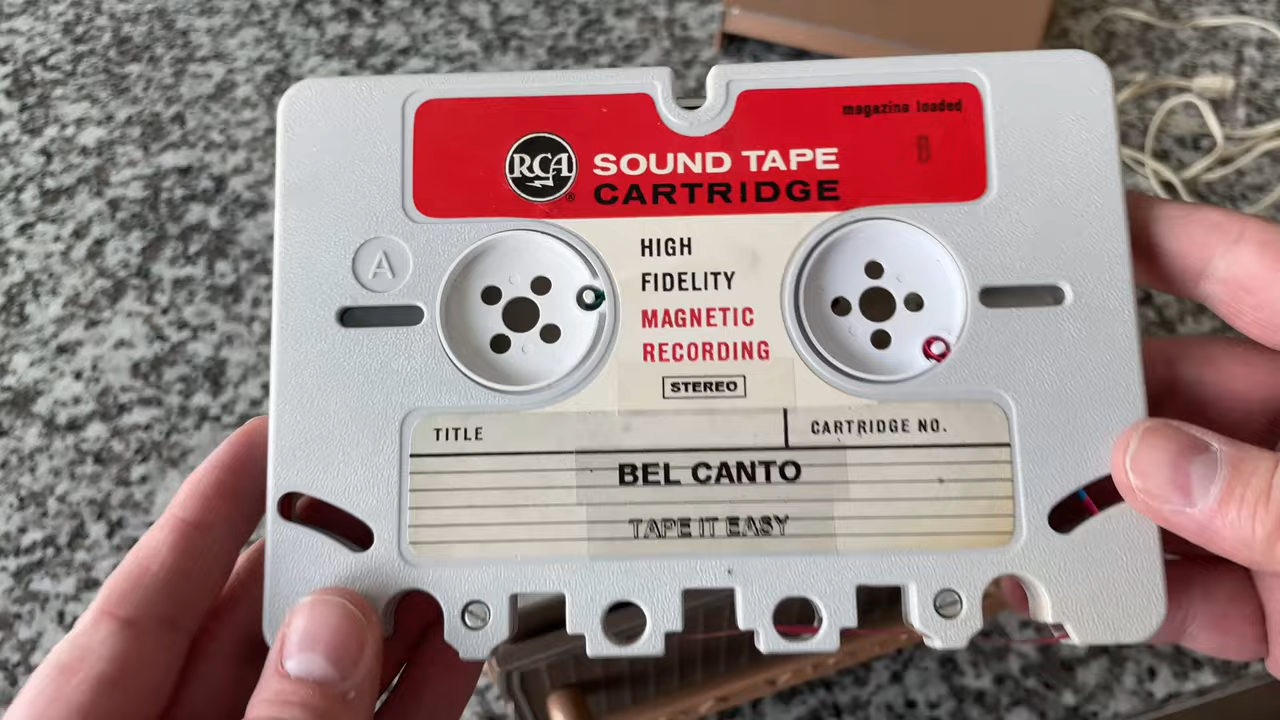 magazine loaded
RCA
®
SOUND TAPE
CARTRIDGE
A
HIGH
FIDELITY
MAGNETIC
RECORDING
STEREO
TITLE
CARTRIDGE NO.
BEL CANTO
TAPE IT EASY